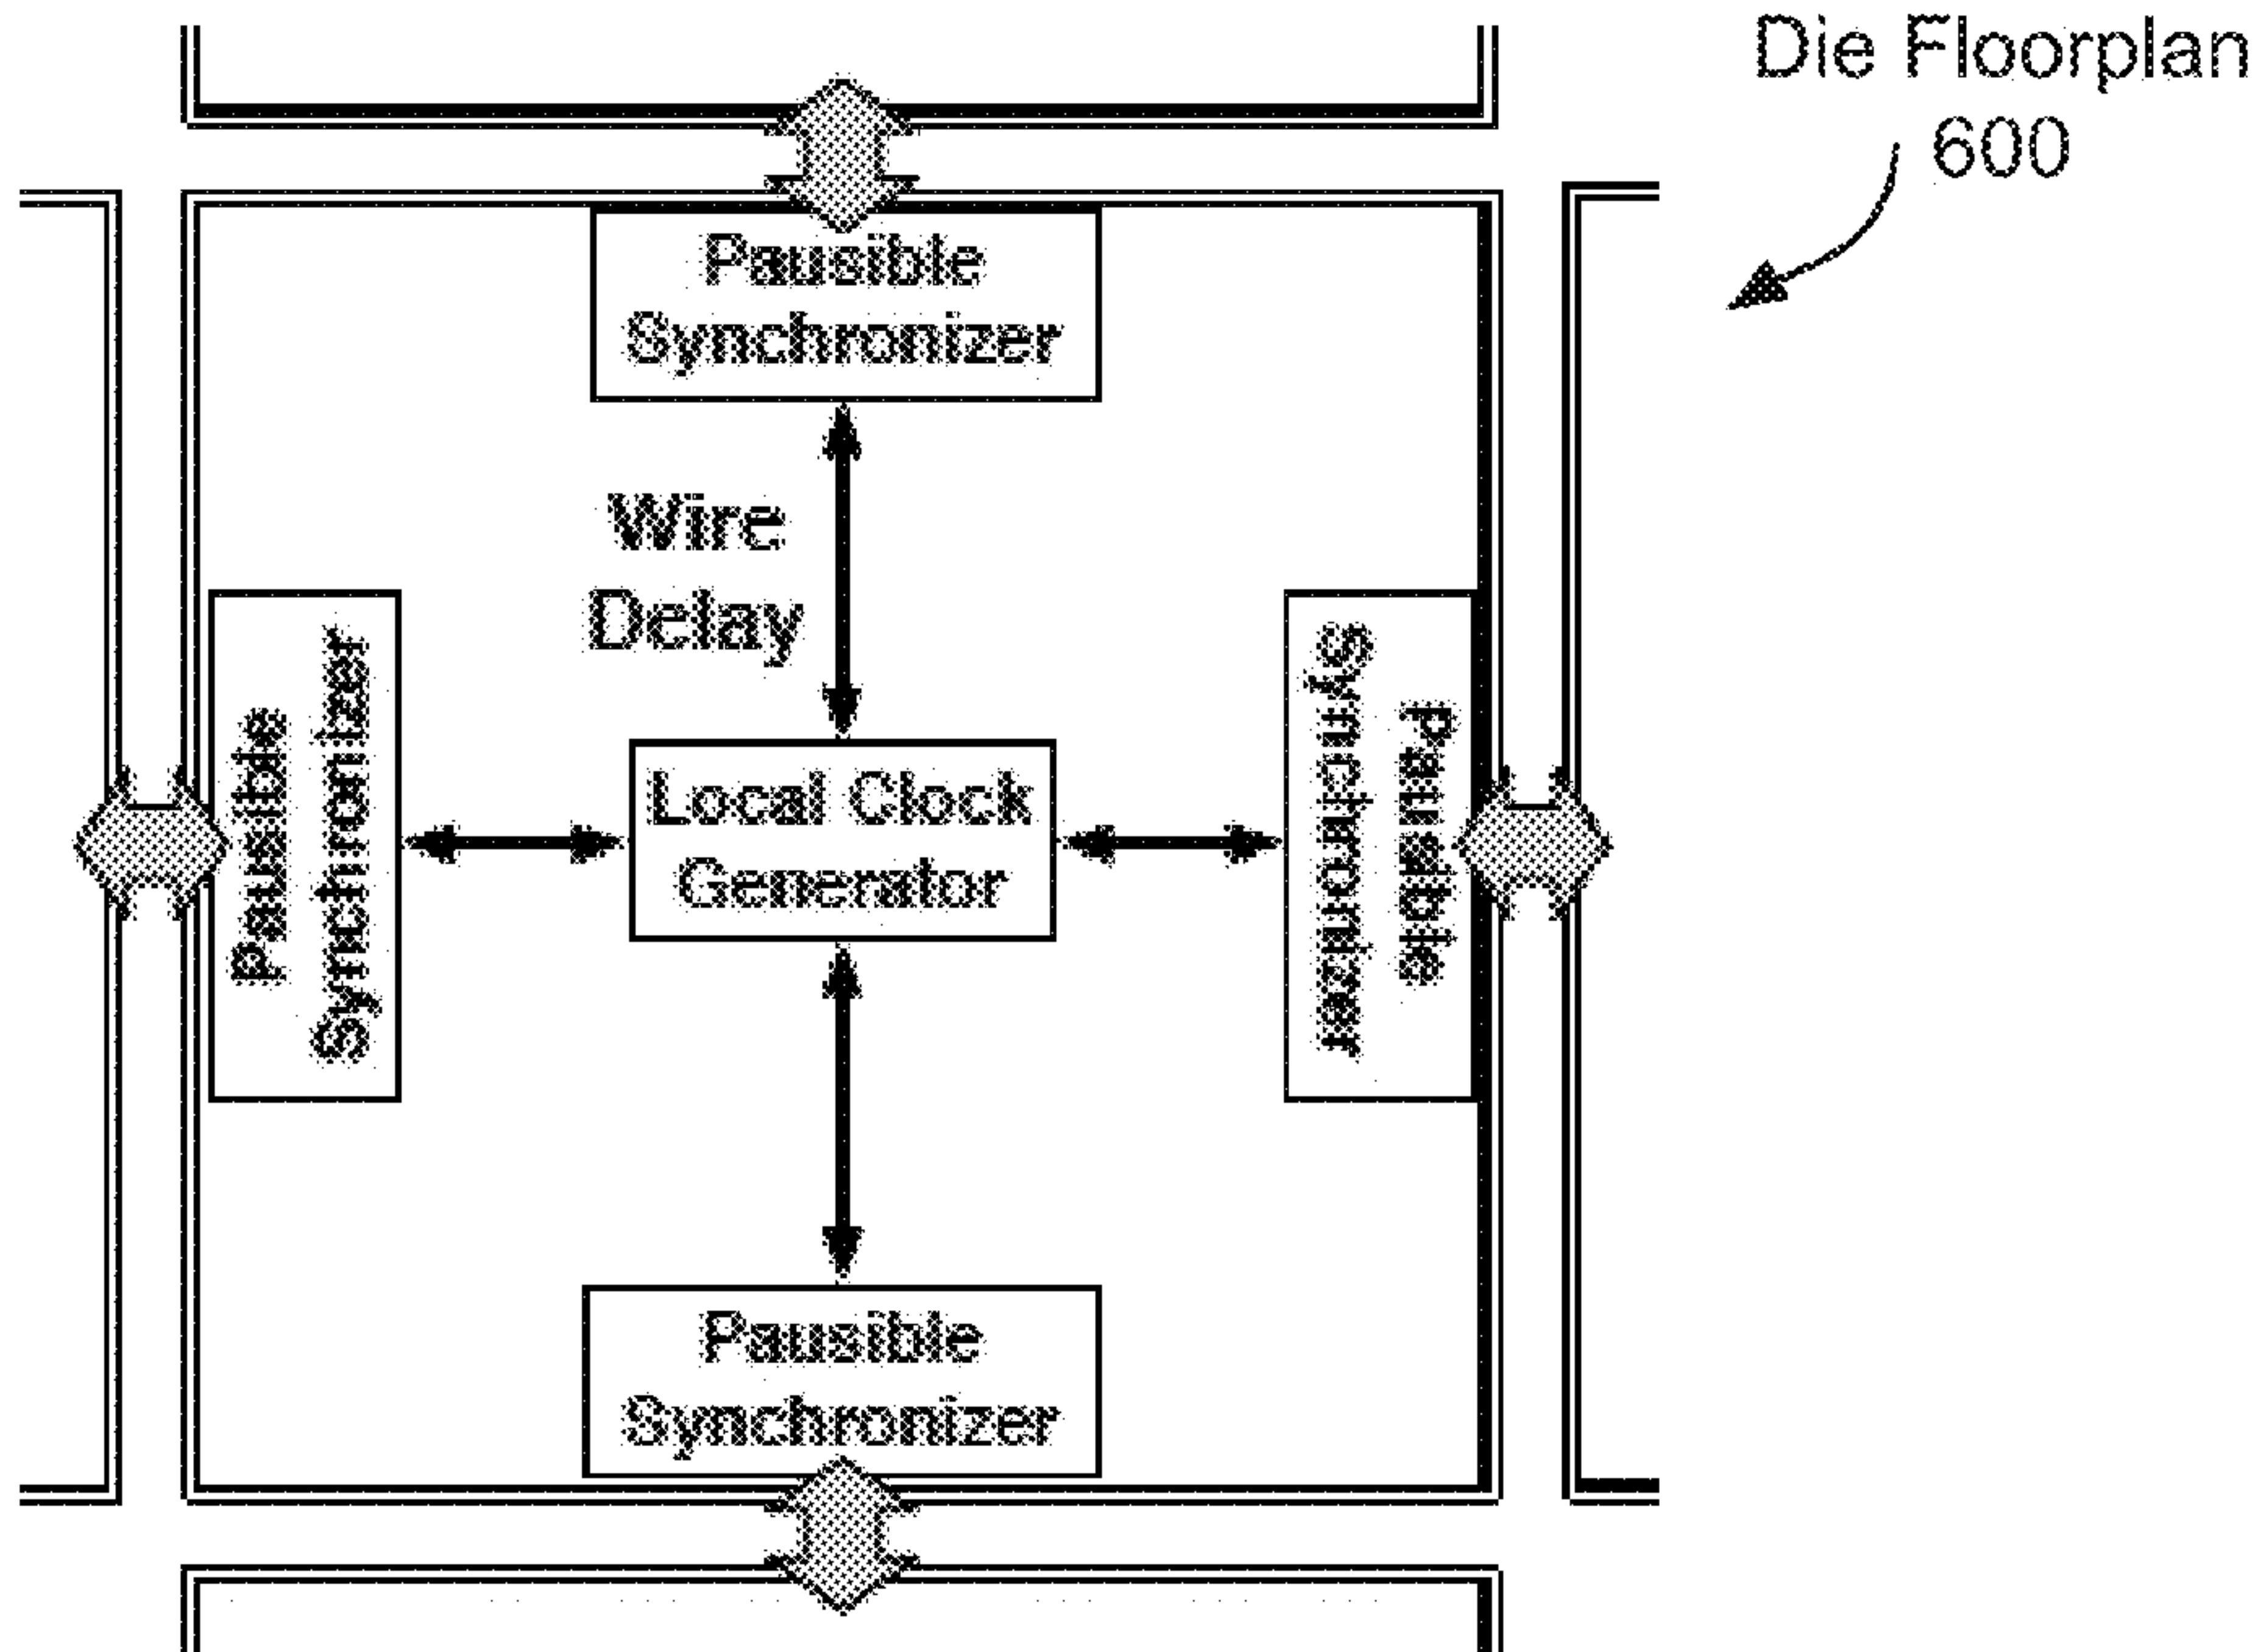 Die Floorplan
600
Pausible
Synchronizer
Wire
Delay
Pausible
Synchronizer
Local Clock
Generator
Pausible
Synchronizer
Pausible
Synchronizer